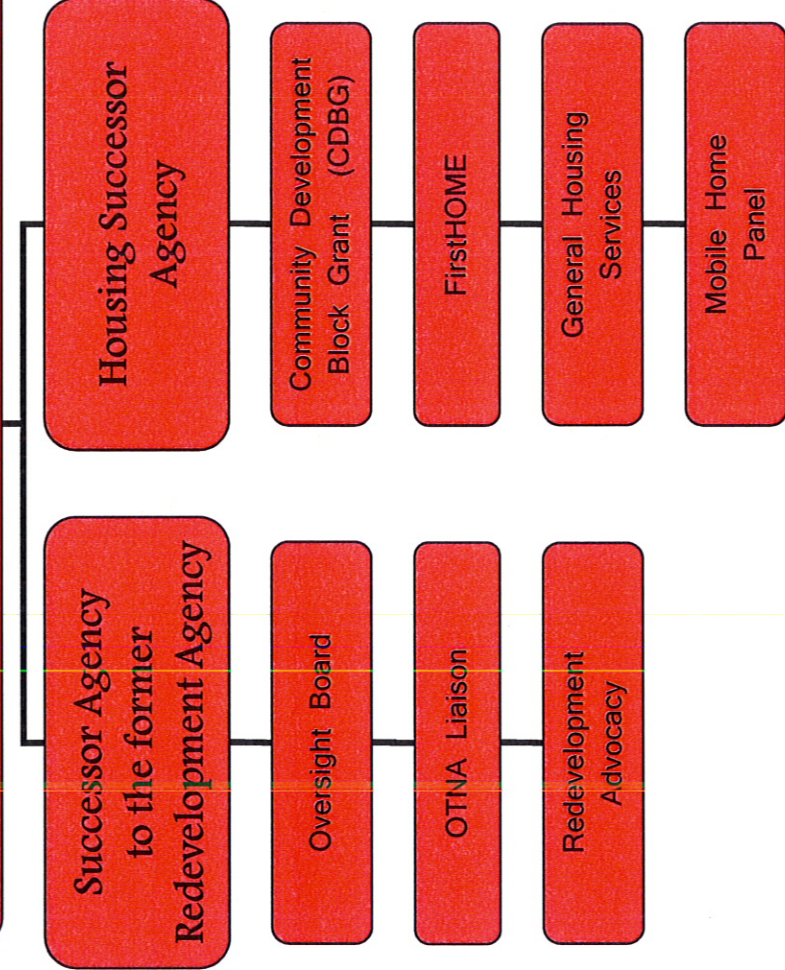 Successor Agency
to the former
Redevelopment Agency
Oversight Board
OTNA Liaison
Redevelopment
Advocacy
Housing Successor
Agency
Community Development
Block Grant (CDBG)
FirstHOME
General Housing
Services
Mobile Home
Panel